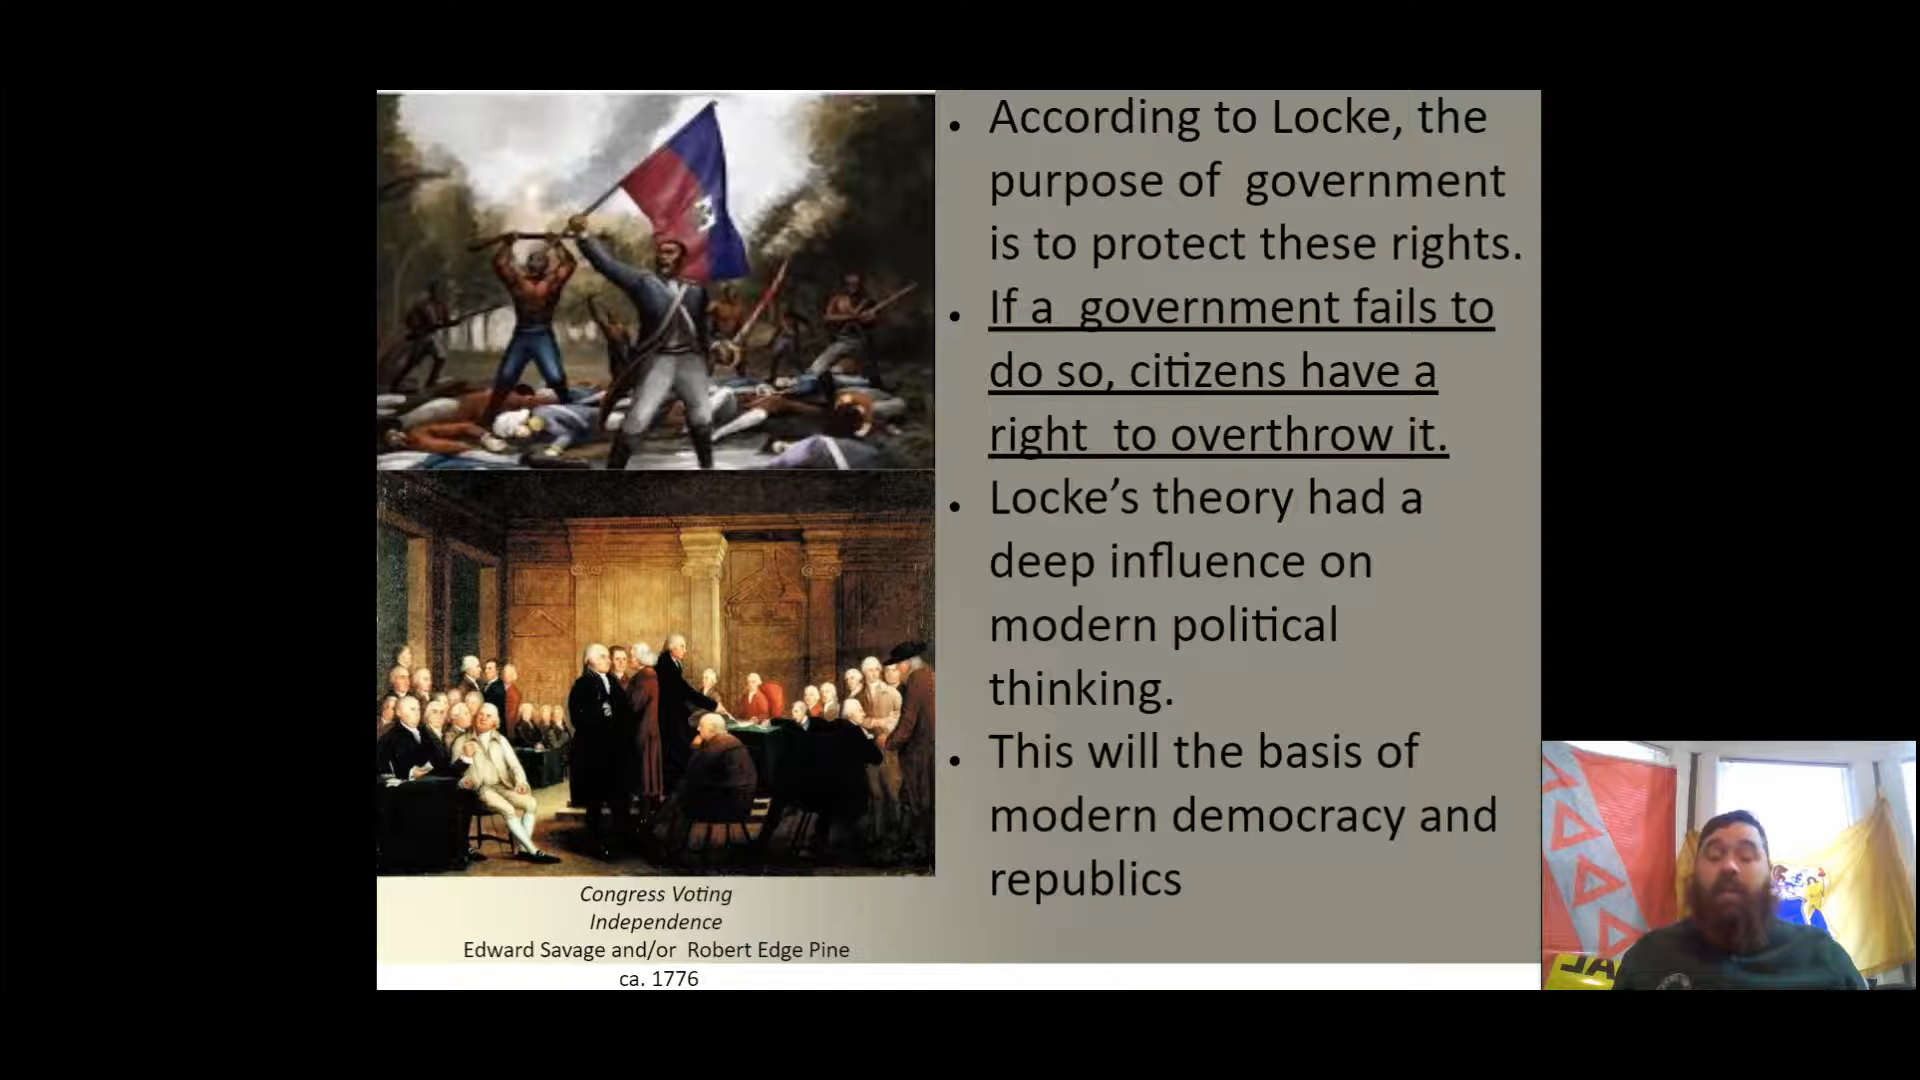 According to Locke, the
purpose of government
is to protect these rights.
If a government fails to
do so, citizens have a
right to overthrow it.
Locke’s theory had a
deep influence on
modern political
thinking.
This will the basis of
modern democracy and
republics
Congress Voting
Independence
Edward Savage and/or Robert Edge Pine
ca. 1776